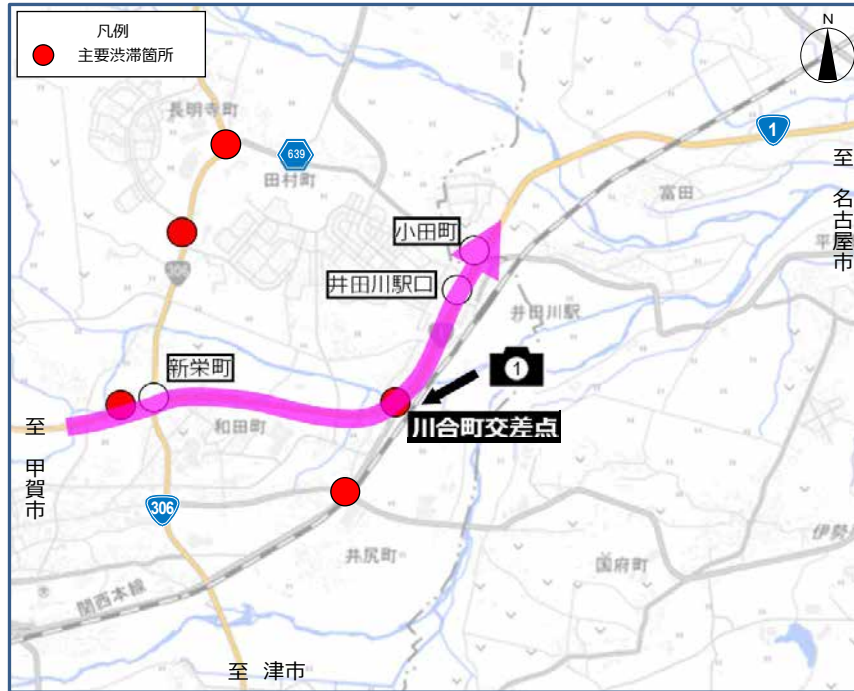 凡例
主要渋滞箇所
N
長明寺町
639
田村町
1
至 名古屋市
富田
小田町
306
井田川駅口
井田川駅
1
新栄町
川合町交差点
和田町
至 甲賀市
306
井尻町
国府町
関西本線
至 津市